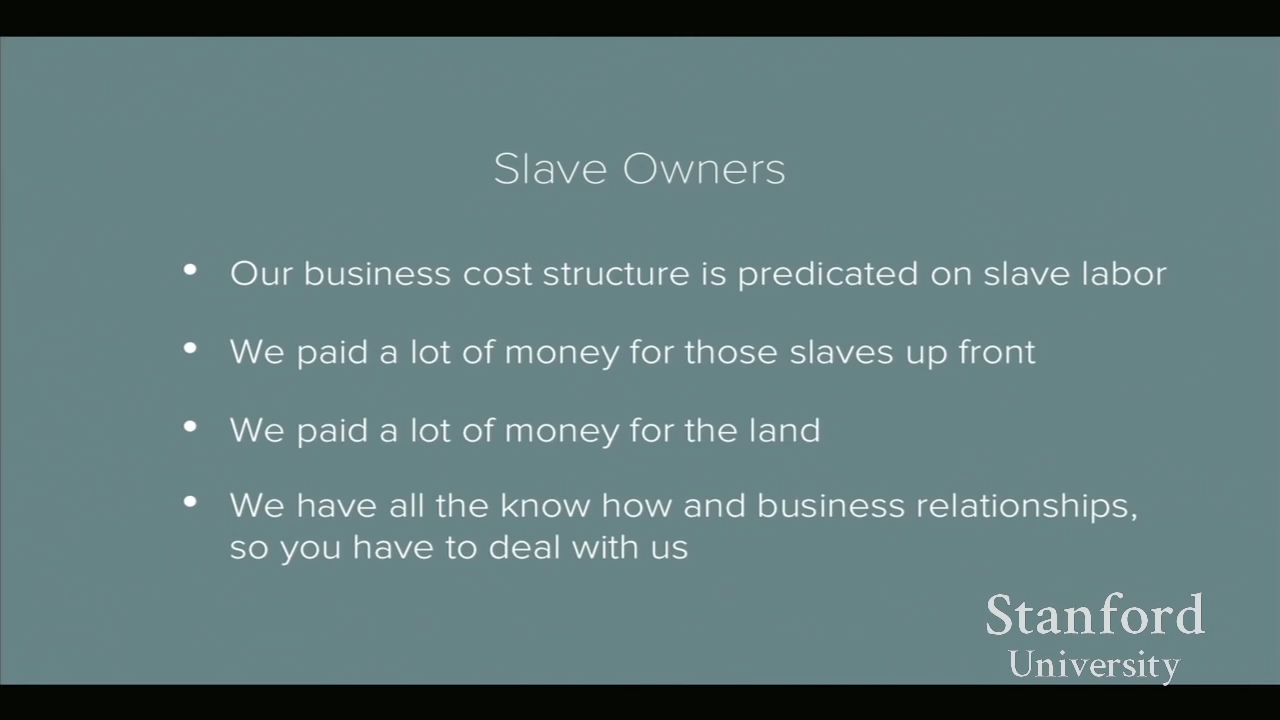 Slave Owners
• Our business cost structure is predicated on slave labor
• We paid a lot of money for those slaves up front
• We paid a lot of money for the land
• We have all the know how and business relationships,
so you have to deal with us
Stanford
University